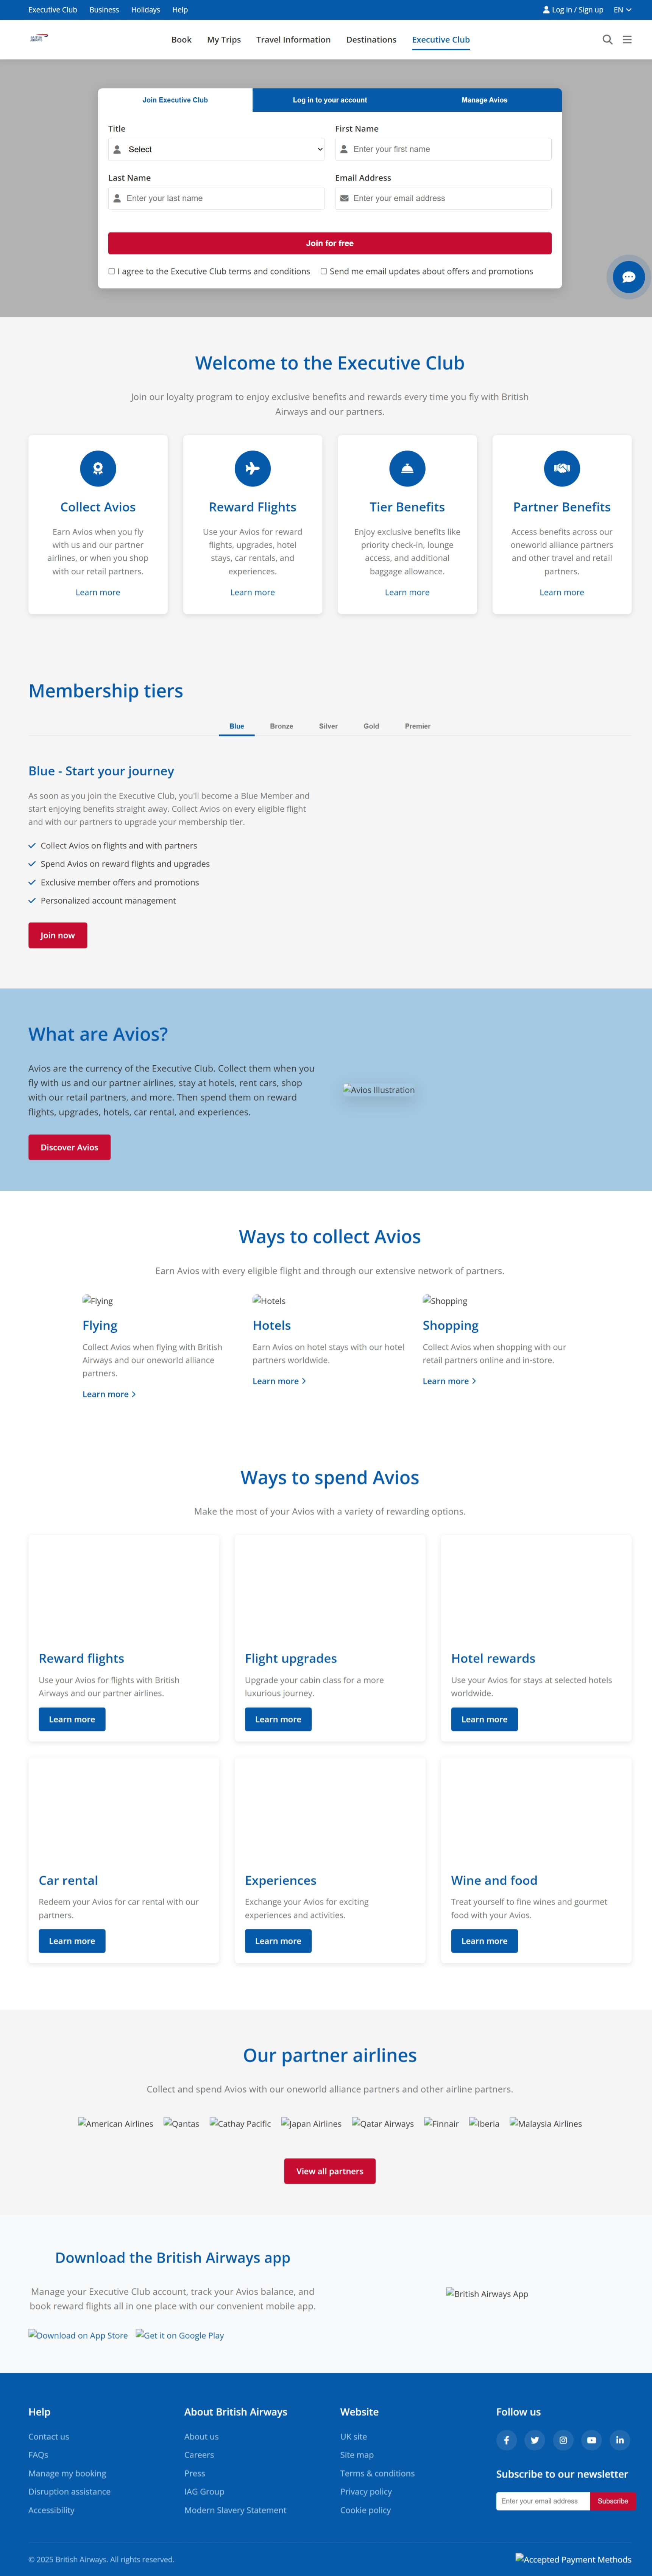 Executive Club Business Holidays Help Log in / Sign up EN
BRITISH AIRWAYS Book My Trips Travel Information Destinations Executive Club
Join Executive Club Log in to your account Manage Avios
Title First Name
Select Enter your first name
Last Name Email Address
Enter your last name Enter your email address
Join for free
I agree to the Executive Club terms and conditions Send me email updates about offers and promotions
Welcome to the Executive Club
Join our loyalty program to enjoy exclusive benefits and rewards every time you fly with British
Airways and our partners.
Collect Avios
Earn Avios when you fly
with us and our partner
airlines, or when you shop
with our retail partners.
Learn more
Reward Flights
Use your Avios for reward
flights, upgrades, hotel
stays, car rentals, and
experiences.
Learn more
Tier Benefits
Enjoy exclusive benefits like
priority check-in, lounge
access, and additional
baggage allowance.
Learn more
Partner Benefits
Access benefits across our
oneworld alliance partners
and other travel and retail
partners.
Learn more
Membership tiers
Blue Bronze Silver Gold Premier
Blue - Start your journey
As soon as you join the Executive Club, you'll become a Blue Member and
start enjoying benefits straight away. Collect Avios on every eligible flight
and with our partners to upgrade your membership tier.
Collect Avios on flights and with partners
Spend Avios on reward flights and upgrades
Exclusive member offers and promotions
Personalized account management
Join now
What are Avios?
Avios are the currency of the Executive Club. Collect them when you
fly with us and our partner airlines, stay at hotels, rent cars, shop
with our retail partners, and more. Then spend them on reward
flights, upgrades, hotels, car rental, and experiences.
Discover Avios
Avios Illustration
Ways to collect Avios
Earn Avios with every eligible flight and through our extensive network of partners.
Flying
Flying
Collect Avios when flying with British
Airways and our oneworld alliance
partners.
Learn more
Hotels
Hotels
Earn Avios on hotel stays with our hotel
partners worldwide.
Learn more
Shopping
Shopping
Collect Avios when shopping with our
retail partners online and in-store.
Learn more
Ways to spend Avios
Make the most of your Avios with a variety of rewarding options.
Reward flights
Use your Avios for flights with British
Airways and our partner airlines.
Learn more
Flight upgrades
Upgrade your cabin class for a more
luxurious journey.
Learn more
Hotel rewards
Use your Avios for stays at selected hotels
worldwide.
Learn more
Car rental
Redeem your Avios for car rental with our
partners.
Learn more
Experiences
Exchange your Avios for exciting
experiences and activities.
Learn more
Wine and food
Treat yourself to fine wines and gourmet
food with your Avios.
Learn more
Our partner airlines
Collect and spend Avios with our oneworld alliance partners and other airline partners.
American Airlines Qantas Cathay Pacific Japan Airlines Qatar Airways Finnair Iberia Malaysia Airlines
View all partners
Download the British Airways app
Manage your Executive Club account, track your Avios balance, and
book reward flights all in one place with our convenient mobile app.
Download on App Store Get it on Google Play
British Airways App
Help
Contact us
FAQs
Manage my booking
Disruption assistance
Accessibility
About British Airways
About us
Careers
Press
IAG Group
Modern Slavery Statement
Website
UK site
Site map
Terms & conditions
Privacy policy
Cookie policy
Follow us
Subscribe to our newsletter
Enter your email address Subscribe
© 2025 British Airways. All rights reserved. Accepted Payment Methods